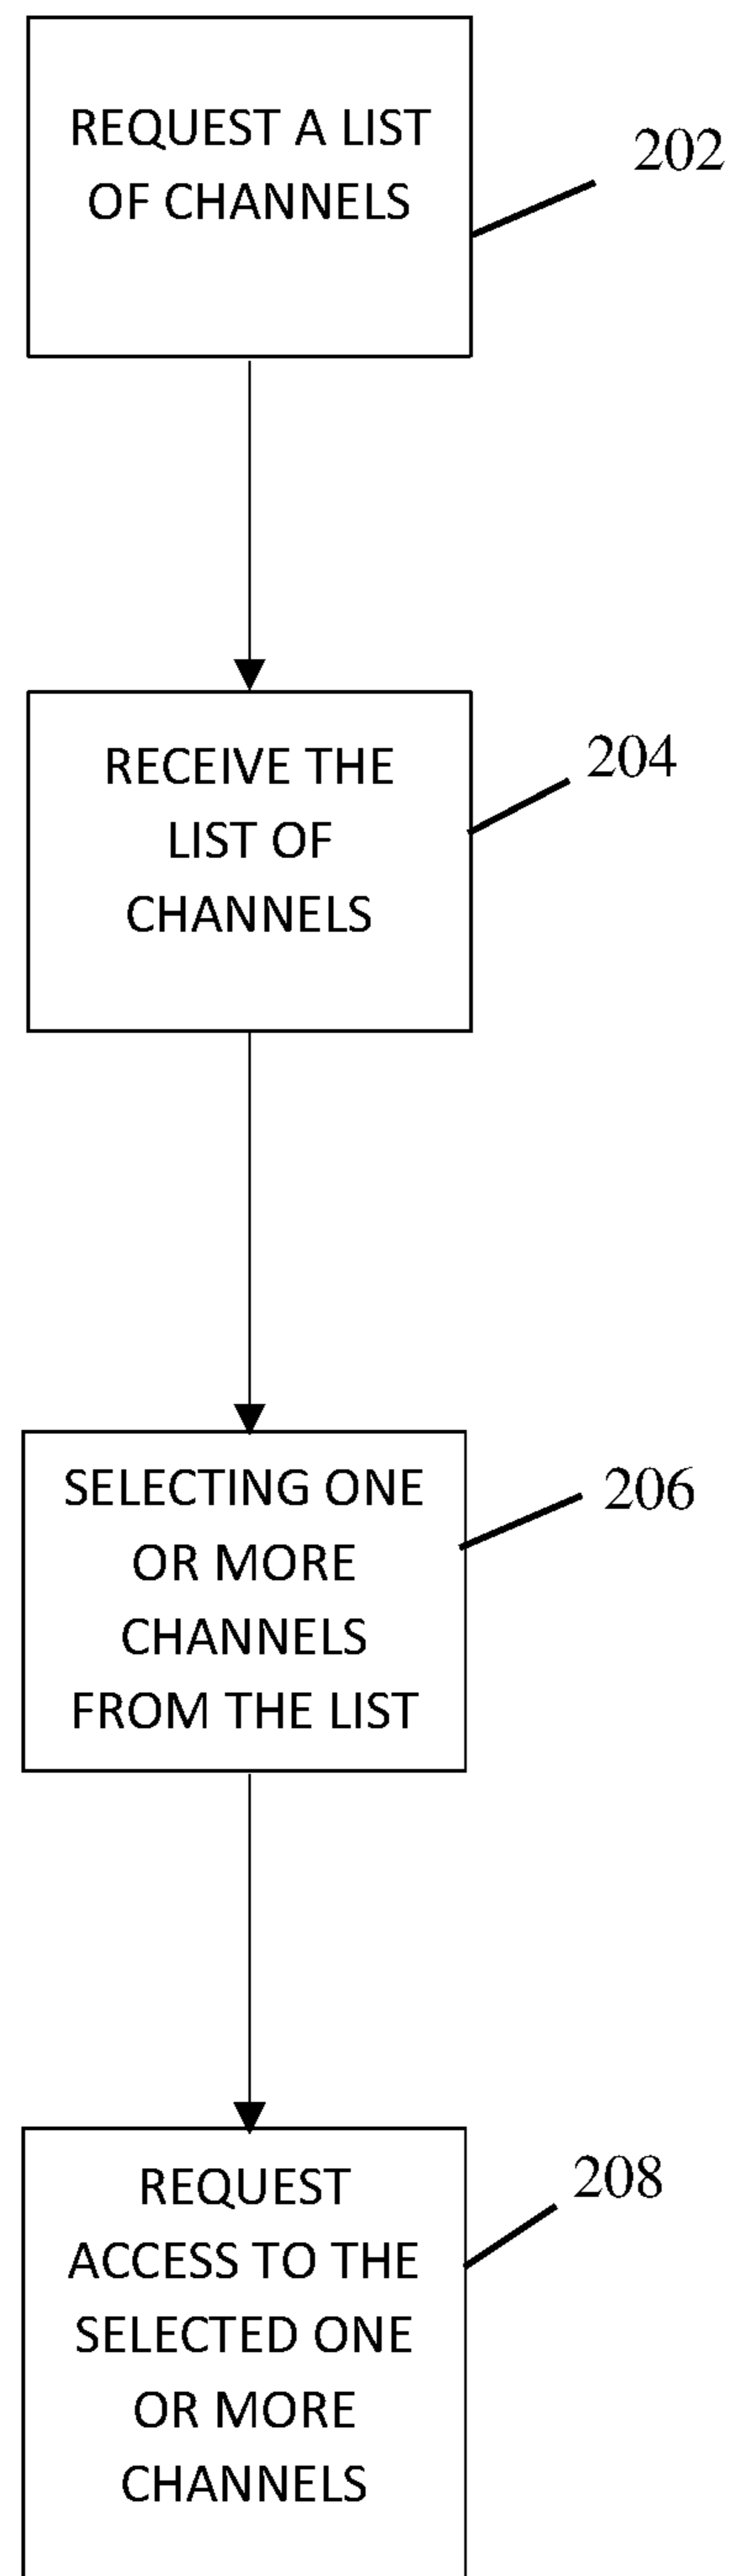 REQUEST A LIST
OF CHANNELS
202
RECEIVE THE
LIST OF
CHANNELS
204
SELECTING ONE
OR MORE
CHANNELS
FROM THE LIST
206
REQUEST
ACCESS TO THE
SELECTED ONE
OR MORE
CHANNELS
208